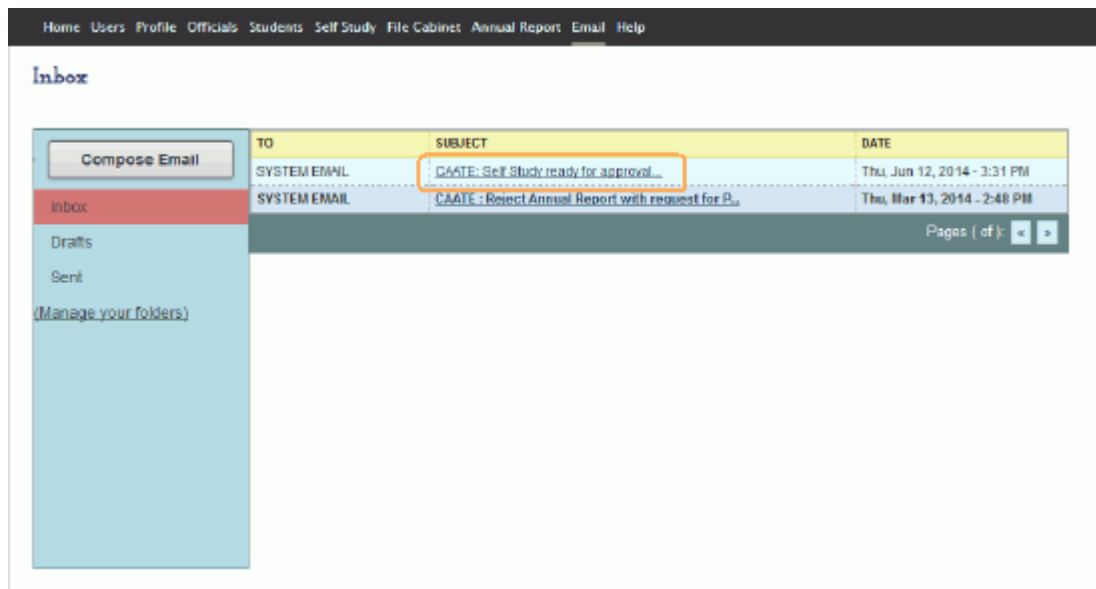 Home Users Profile Officials Students Self Study File Cabinet Annual Report Email Help
Inbox
Compose Email
Inbox
Drafts
Sent
(Manage your folders)
TO SUBJECT DATE
SYSTEM EMAIL CAATE: Self Study ready for approval... Thu, Jun 12, 2014 - 3:31 PM
SYSTEM EMAIL CAATE : Reject Annual Report with request for P... Thu, Mar 13, 2014 - 2:48 PM
Pages ( of ): « »